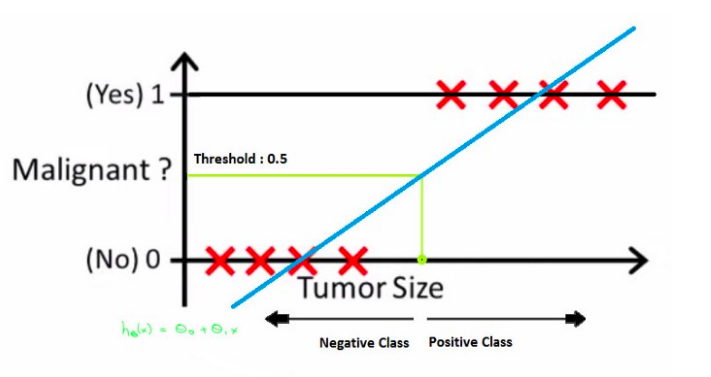 (Yes) 1
Threshold : 0.5
Malignant ?
(No) 0
Tumor Size
hθ(x) = θ₀ + θ₁x
Negative Class
Positive Class